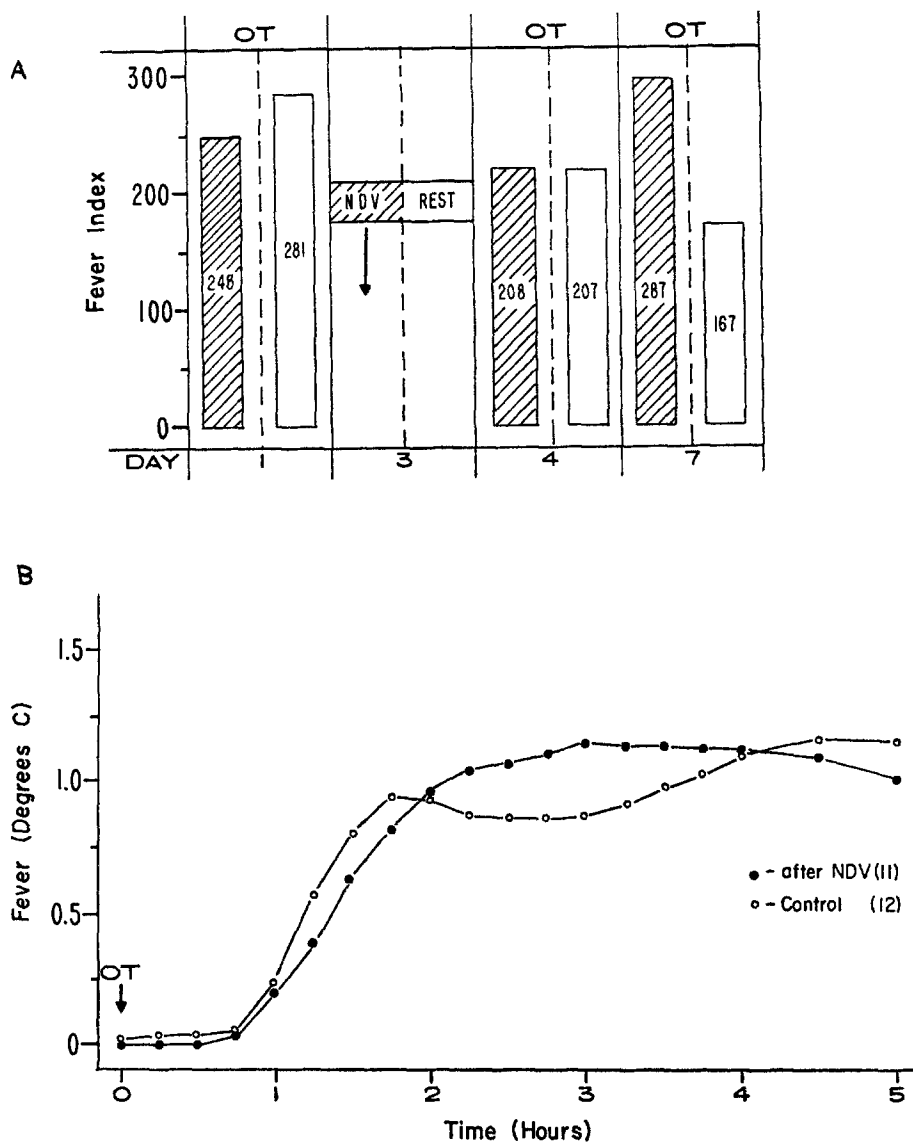 A
OT OT OT
Fever Index
300
200
100
0
248
281
NDV REST
208
207
287
167
DAY 1 3 4 7
B
Fever (Degrees C)
1.5
1.0
0.5
0
OT
● - after NDV (11)
○ - Control (12)
0 1 2 3 4 5
Time (Hours)